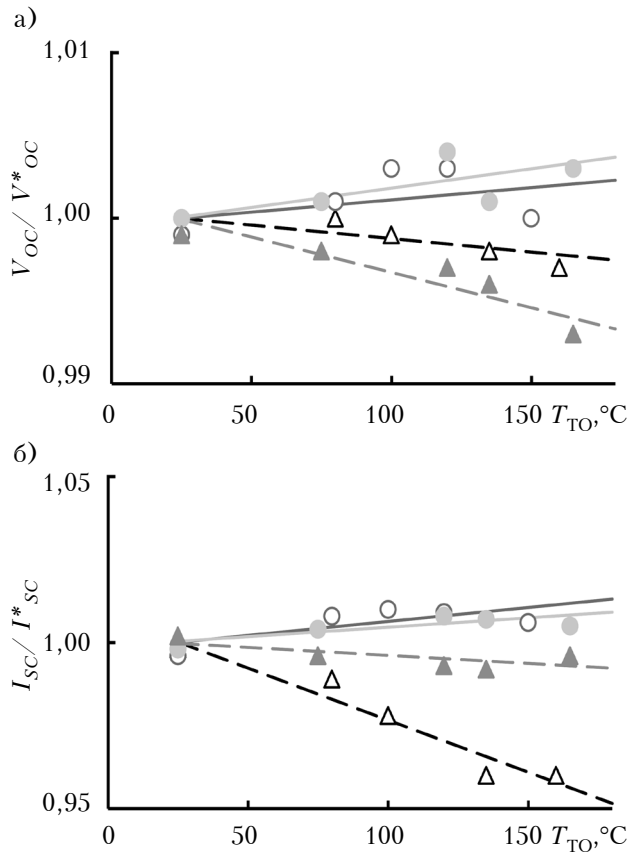 а)
1,01
1,00
0,99
V_OC / V*_OC
0 50 100 150 T_TO,°C
б)
1,05
1,00
0,95
I_SC / I*_SC
0 50 100 150 T_TO,°C